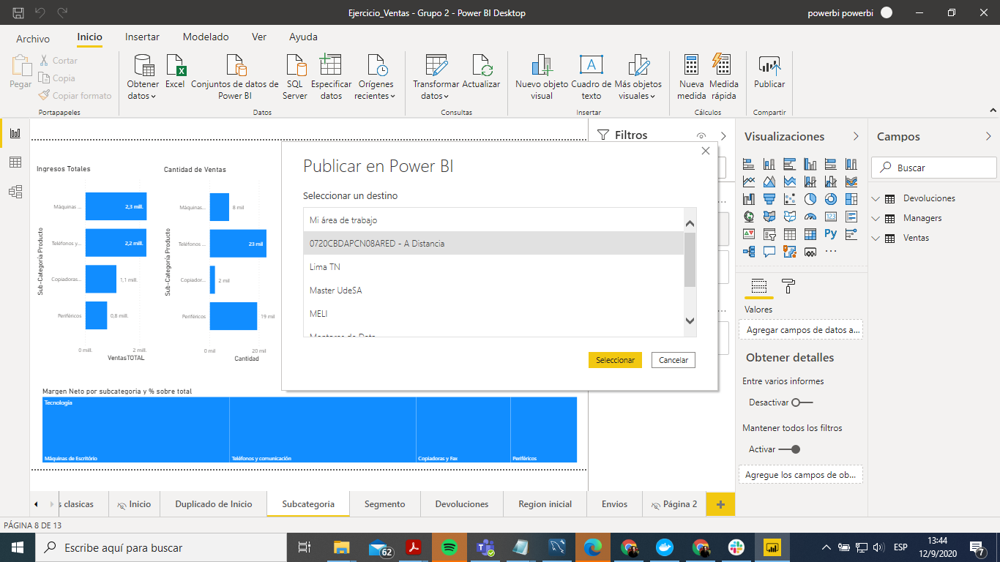 Ejercicio_Ventas - Grupo 2 - Power BI Desktop
powerbi powerbi
Archivo Inicio Insertar Modelado Ver Ayuda
Pegar
Cortar
Copia
Copiar formato
Portapapeles
Obtener datos
Excel
Conjuntos de datos de Power BI
SQL Server
Especificar datos
Orígenes recientes
Datos
Transformar datos
Actualizar
Consultas
Nuevo objeto visual
Cuadro de texto
Más objetos visuales
Insertar
Nueva medida
Medida rápida
Cálculos
Publicar
Compartir
Ingresos Totales
Sub-Categoría Producto
Máquinas ... 2,3 mill.
Teléfonos y... 2,2 mill.
Copiadoras... 1,1 mill.
Periféricos 0,8 mill.
0 mill. 2 mill.
VentasTOTAL
Cantidad de Ventas
Sub-Categoría Producto
Máquinas... 8 mil
Teléfonos ... 23 mil
Copiador... 2 mil
Periféricos 19 mil
0 mil 20 mil
Cantidad
Margen Neto por subcategoria y % sobre total
Tecnología
Máquinas de Escritório
Teléfonos y comunicación
Copiadoras y Fax
Periféricos
Filtros
Publicar en Power BI
Seleccionar un destino
Mi área de trabajo
0720CBDAPCN08ARED - A Distancia
Lima TN
Master UdeSA
MELI
Seleccionar
Cancelar
Visualizaciones
Py
Valores
Agregar campos de datos a...
Obtener detalles
Entre varios informes
Desactivar
Mantener todos los filtros
Activar
Agregue los campos de ob...
Campos
Buscar
Devoluciones
Managers
Ventas
s clasicas
Inicio
Duplicado de Inicio
Subcategoria
Segmento
Devoluciones
Region inicial
Envios
Página 2
PÁGINA 8 DE 13
Escribe aquí para buscar
62
ESP
13:44
12/9/2020
7